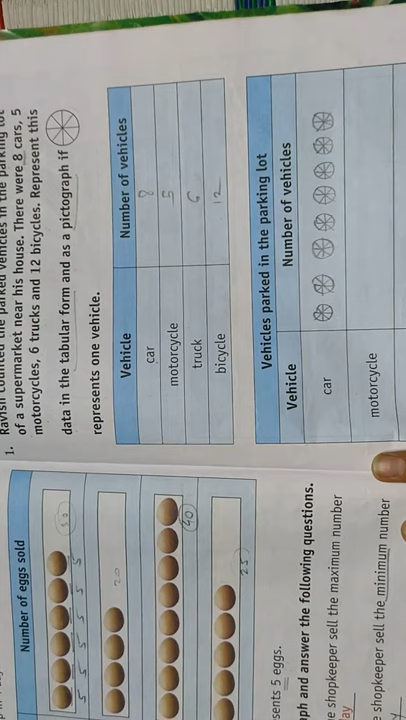 1. Ravish counted the parked vehicles in the parking lot
of a supermarket near his house. There were 8 cars, 5
motorcycles, 6 trucks and 12 bicycles. Represent this
data in the tabular form and as a pictograph if
represents one vehicle.
Vehicle Number of vehicles
car 8
motorcycle 5
truck 6
bicycle 12
Vehicles parked in the parking lot
Vehicle Number of vehicles
car
motorcycle
Number of eggs sold
5 5 5 5 5 5
20
40
25
sents 5 eggs.
and answer the following questions.
shopkeeper sell the maximum number
shopkeeper sell the minimum number